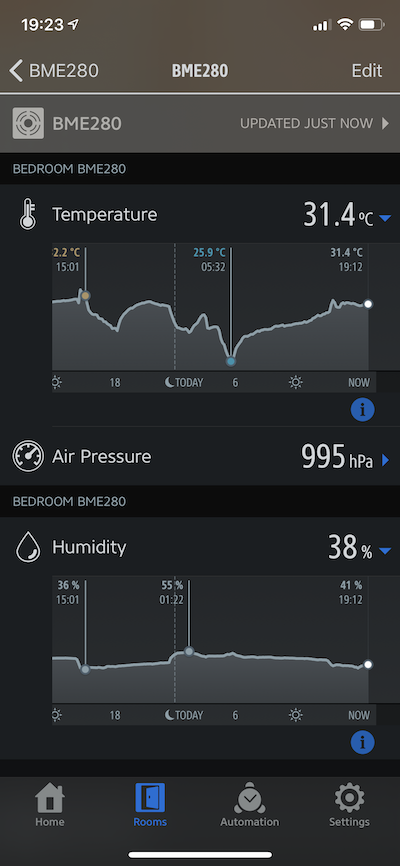 19:23
BME280
BME280
Edit
BME280
UPDATED JUST NOW
BEDROOM BME280
Temperature
31.4 °C
2.2 °C 25.9 °C 31.4 °C
15:01 05:32 19:12
18 TODAY 6 NOW
i
Air Pressure
995 hPa
BEDROOM BME280
Humidity
38 %
36 % 55 % 41 %
15:01 01:22 19:12
18 TODAY 6 NOW
i
Home Rooms Automation Settings